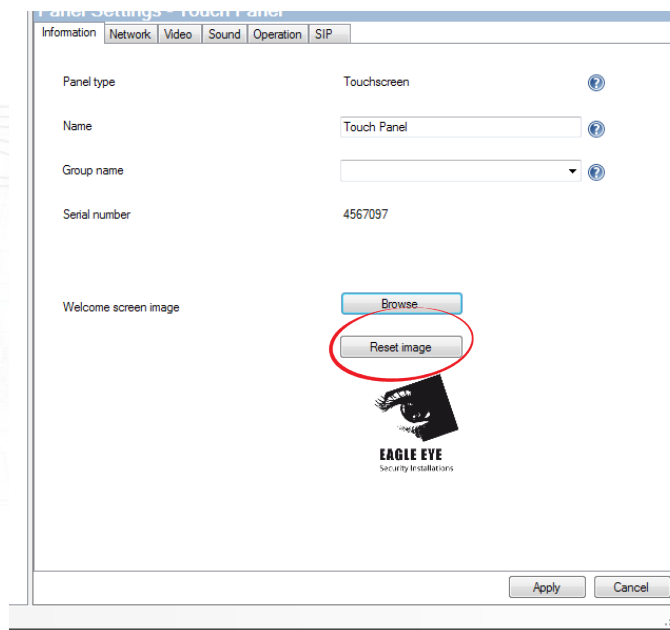 Panel Settings - Touch Panel
Information Network Video Sound Operation SIP
Panel type Touchscreen
Name Touch Panel
Group name
Serial number 4567097
Welcome screen image Browse
Reset image
EAGLE EYE
Security Installations
Apply Cancel